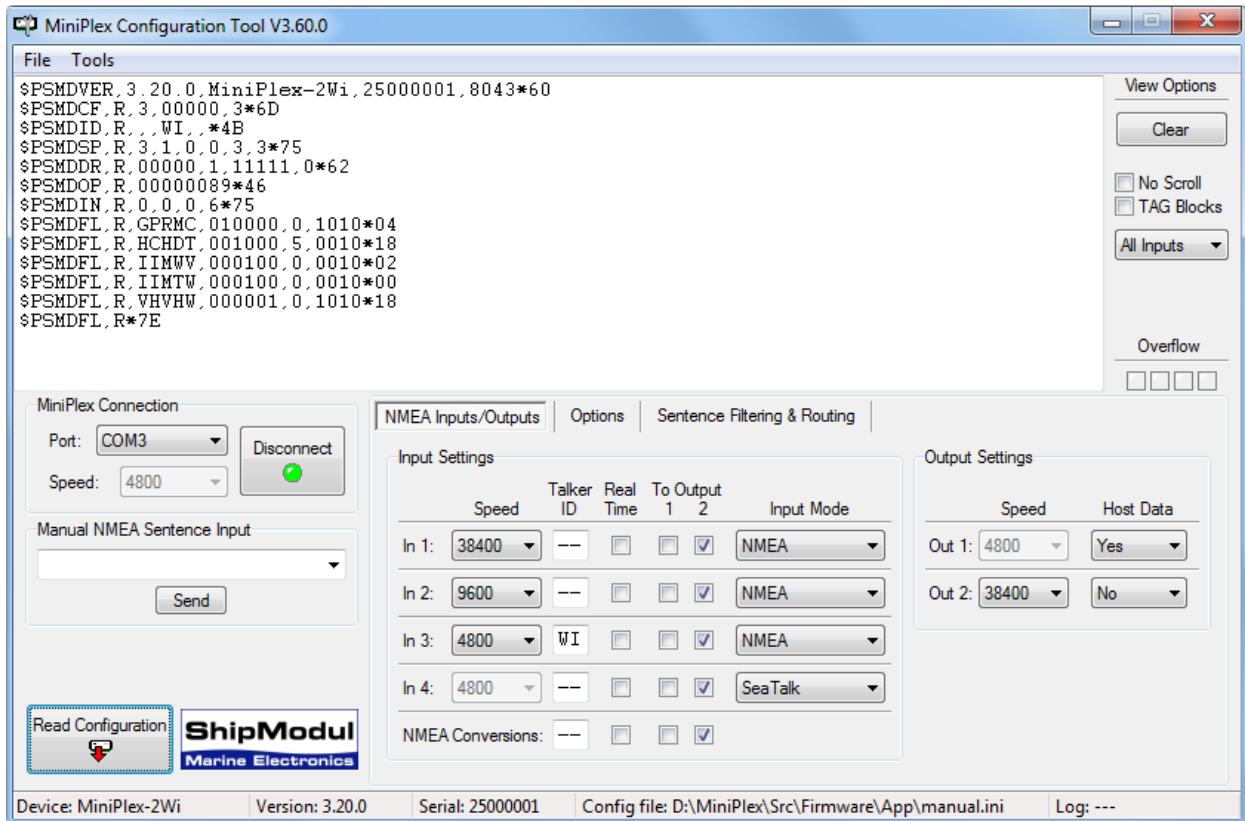 MiniPlex Configuration Tool V3.60.0
File Tools
$PSMDVER,3.20.0,MiniPlex-2Wi,25000001,8043*60
$PSMDCF,R,3,00000,3*6D
$PSMDID,R,,,WI,,*4B
$PSMDSP,R,3,1,0,0,3,3*75
$PSMDDR,R,00000,1,11111,0*62
$PSMDOP,R,00000089*46
$PSMDIN,R,0,0,0,6*75
$PSMDFL,R,GPRMC,010000,0,1010*04
$PSMDFL,R,HCHDT,001000,5,0010*18
$PSMDFL,R,IIMWV,000100,0,0010*02
$PSMDFL,R,IIMTW,000100,0,0010*00
$PSMDFL,R,VHVHW,000001,0,1010*18
$PSMDFL,R*7E
View Options
Clear
No Scroll
TAG Blocks
All Inputs
Overflow
MiniPlex Connection
Port: COM3
Speed: 4800
Disconnect
Manual NMEA Sentence Input
Send
Read Configuration
ShipModul
Marine Electronics
NMEA Inputs/Outputs Options Sentence Filtering & Routing
Input Settings
Talker Real To Output
Speed ID Time 1 2 Input Mode
In 1: 38400 -- NMEA
In 2: 9600 -- NMEA
In 3: 4800 WI NMEA
In 4: 4800 -- SeaTalk
NMEA Conversions: --
Output Settings
Speed Host Data
Out 1: 4800 Yes
Out 2: 38400 No
Device: MiniPlex-2Wi Version: 3.20.0 Serial: 25000001 Config file: D:\MiniPlex\Src\Firmware\App\manual.ini Log: ---